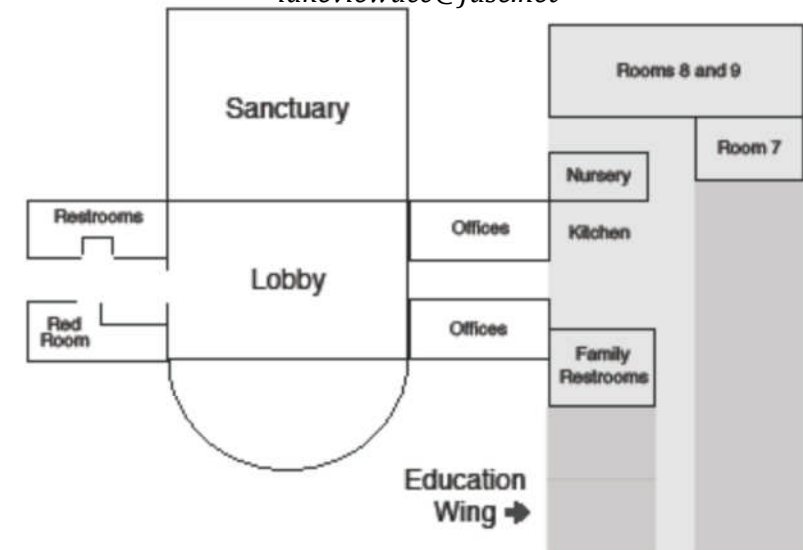 Sanctuary
Rooms 8 and 9
Room 7
Nursery
Restrooms
Offices
Kitchen
Lobby
Red
Room
Offices
Family
Restrooms
Education
Wing